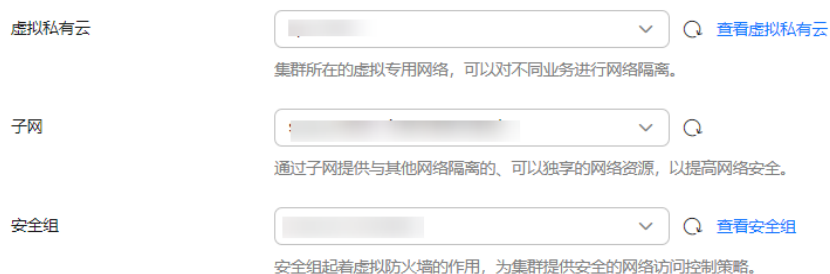 虚拟私有云
查看虚拟私有云
集群所在的虚拟专用网络，可以对不同业务进行网络隔离。
子网
通过子网提供与其他网络隔离的、可以独享的网络资源，以提高网络安全。
安全组
查看安全组
安全组起着虚拟防火墙的作用，为集群提供安全的网络访问控制策略。